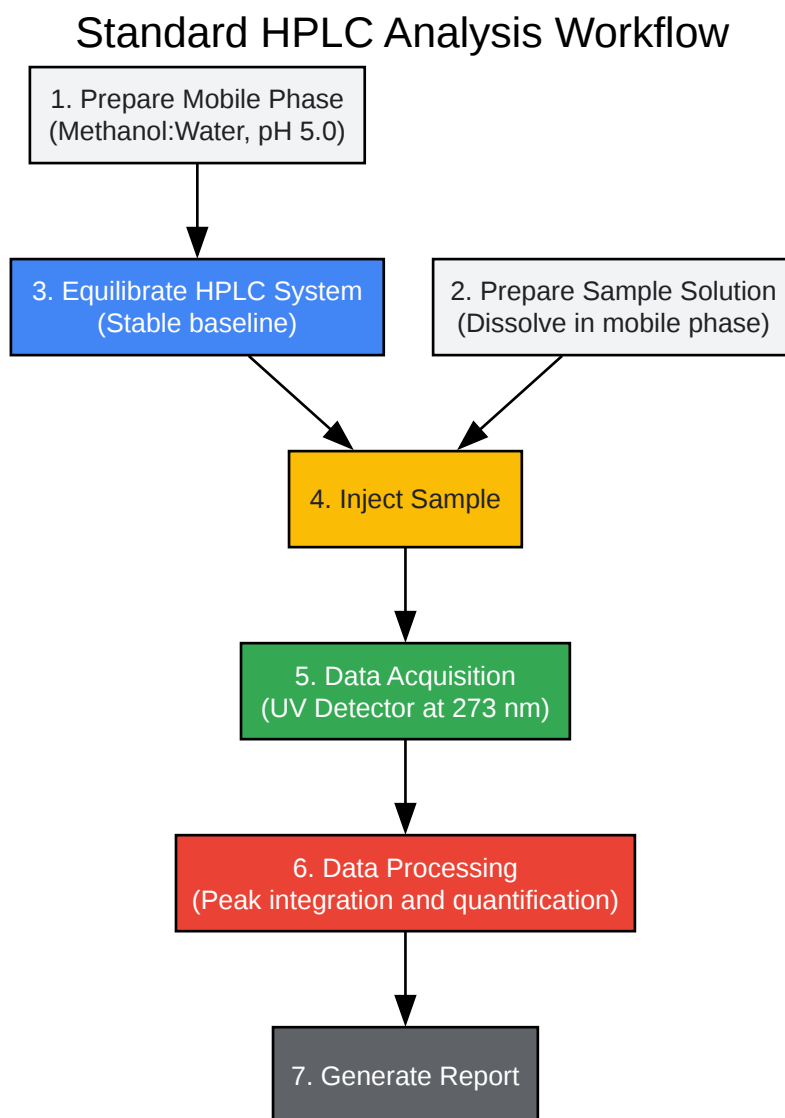 Standard HPLC Analysis Workflow
1. Prepare Mobile Phase
(Methanol:Water, pH 5.0)
3. Equilibrate HPLC System
(Stable baseline)
2. Prepare Sample Solution
(Dissolve in mobile phase)
4. Inject Sample
5. Data Acquisition
(UV Detector at 273 nm)
6. Data Processing
(Peak integration and quantification)
7. Generate Report